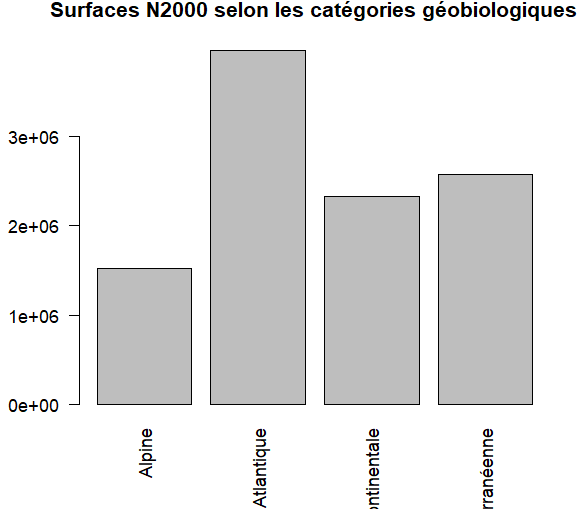 Surfaces N2000 selon les catégories géobiologiques
3e+06
2e+06
1e+06
0e+00
Alpine
Atlantique
ontinentale
rranéenne